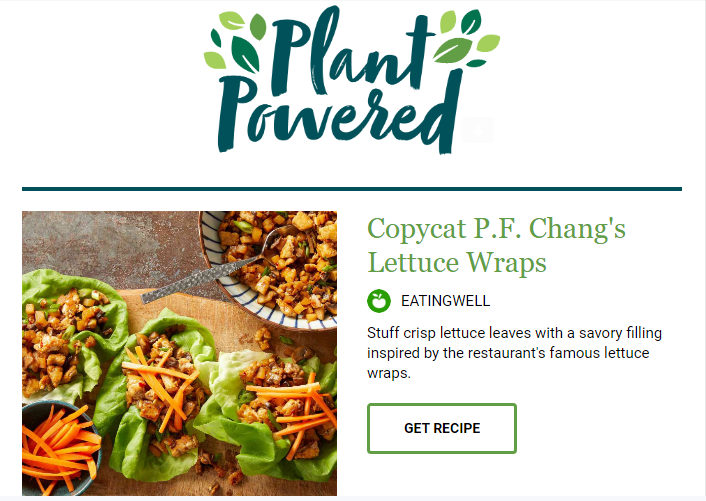 Plant
Powered
Copycat P.F. Chang's
Lettuce Wraps
EATINGWELL
Stuff crisp lettuce leaves with a savory filling
inspired by the restaurant's famous lettuce
wraps.
GET RECIPE